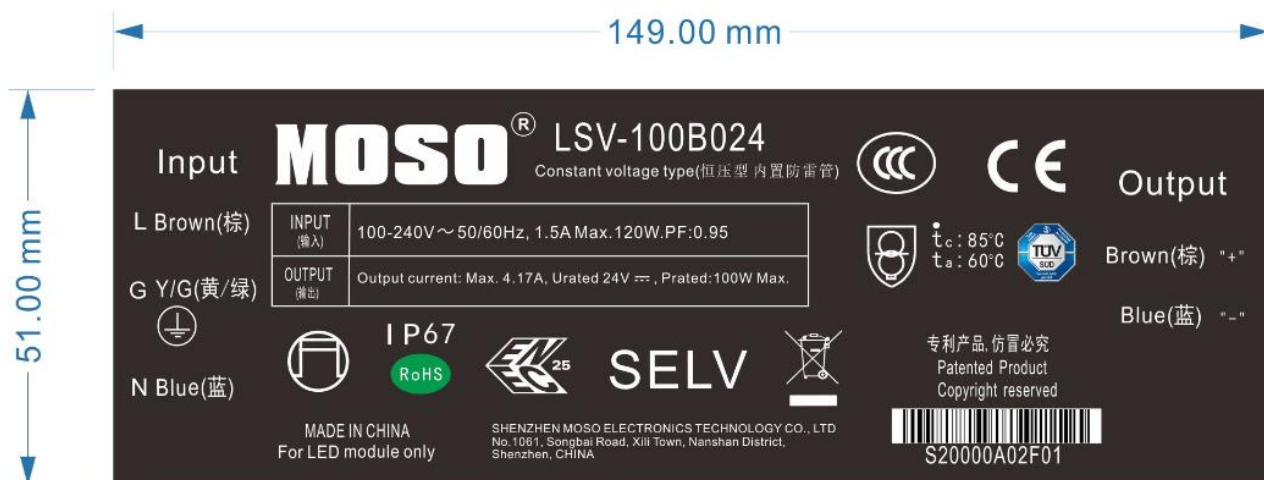 149.00 mm
51.00 mm
Input
L Brown(棕)
G Y/G(黄/绿)
N Blue(蓝)
MOSO®
LSV-100B024
Constant voltage type(恒压型 内置防雷管)
INPUT
(输入)
100-240V～50/60Hz, 1.5A Max.120W.PF:0.95
OUTPUT
(输出)
Output current: Max. 4.17A, Urated 24V ⎓, Prated:100W Max.
CCC
CE
tc:85℃
ta:60℃
TÜV
SÜD
Output
Brown(棕) "+"
Blue(蓝) "-"
IP67
RoHS
ENEC
25
SELV
专利产品,仿冒必究
Patented Product
Copyright reserved
S20000A02F01
MADE IN CHINA
For LED module only
SHENZHEN MOSO ELECTRONICS TECHNOLOGY CO., LTD
No.1061, Songbai Road, Xili Town, Nanshan District,
Shenzhen, CHINA